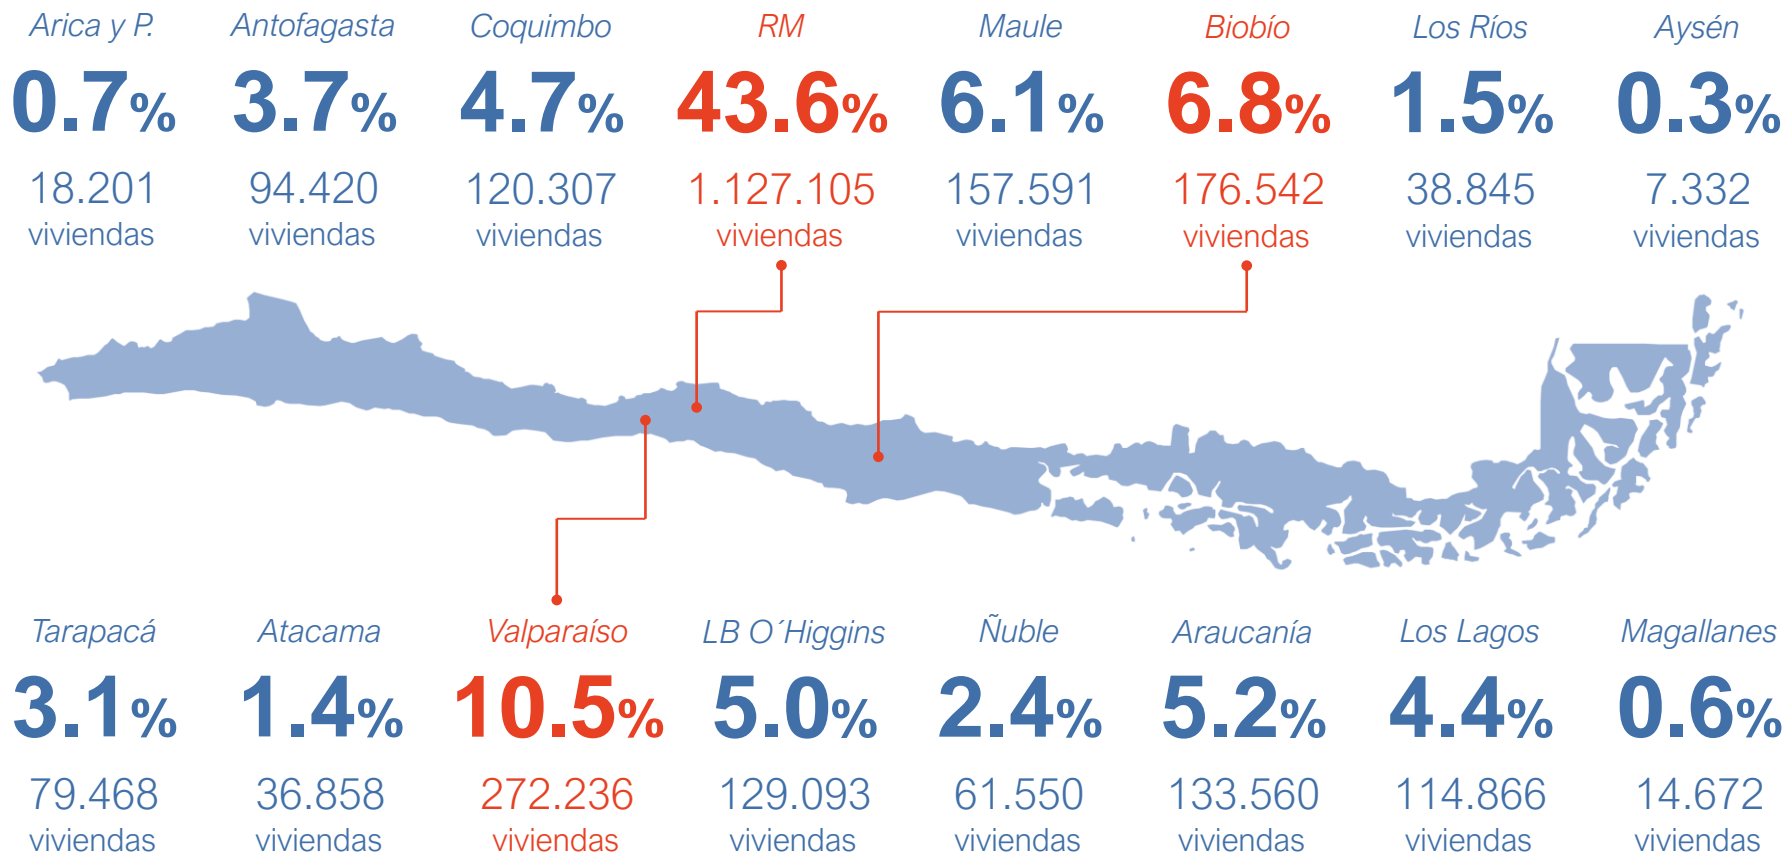 Arica y P.
0.7%
18.201
viviendas
Antofagasta
3.7%
94.420
viviendas
Coquimbo
4.7%
120.307
viviendas
RM
43.6%
1.127.105
viviendas
Maule
6.1%
157.591
viviendas
Biobío
6.8%
176.542
viviendas
Los Ríos
1.5%
38.845
viviendas
Aysén
0.3%
7.332
viviendas
Tarapacá
3.1%
79.468
viviendas
Atacama
1.4%
36.858
viviendas
Valparaíso
10.5%
272.236
viviendas
LB O´Higgins
5.0%
129.093
viviendas
Ñuble
2.4%
61.550
viviendas
Araucanía
5.2%
133.560
viviendas
Los Lagos
4.4%
114.866
viviendas
Magallanes
0.6%
14.672
viviendas